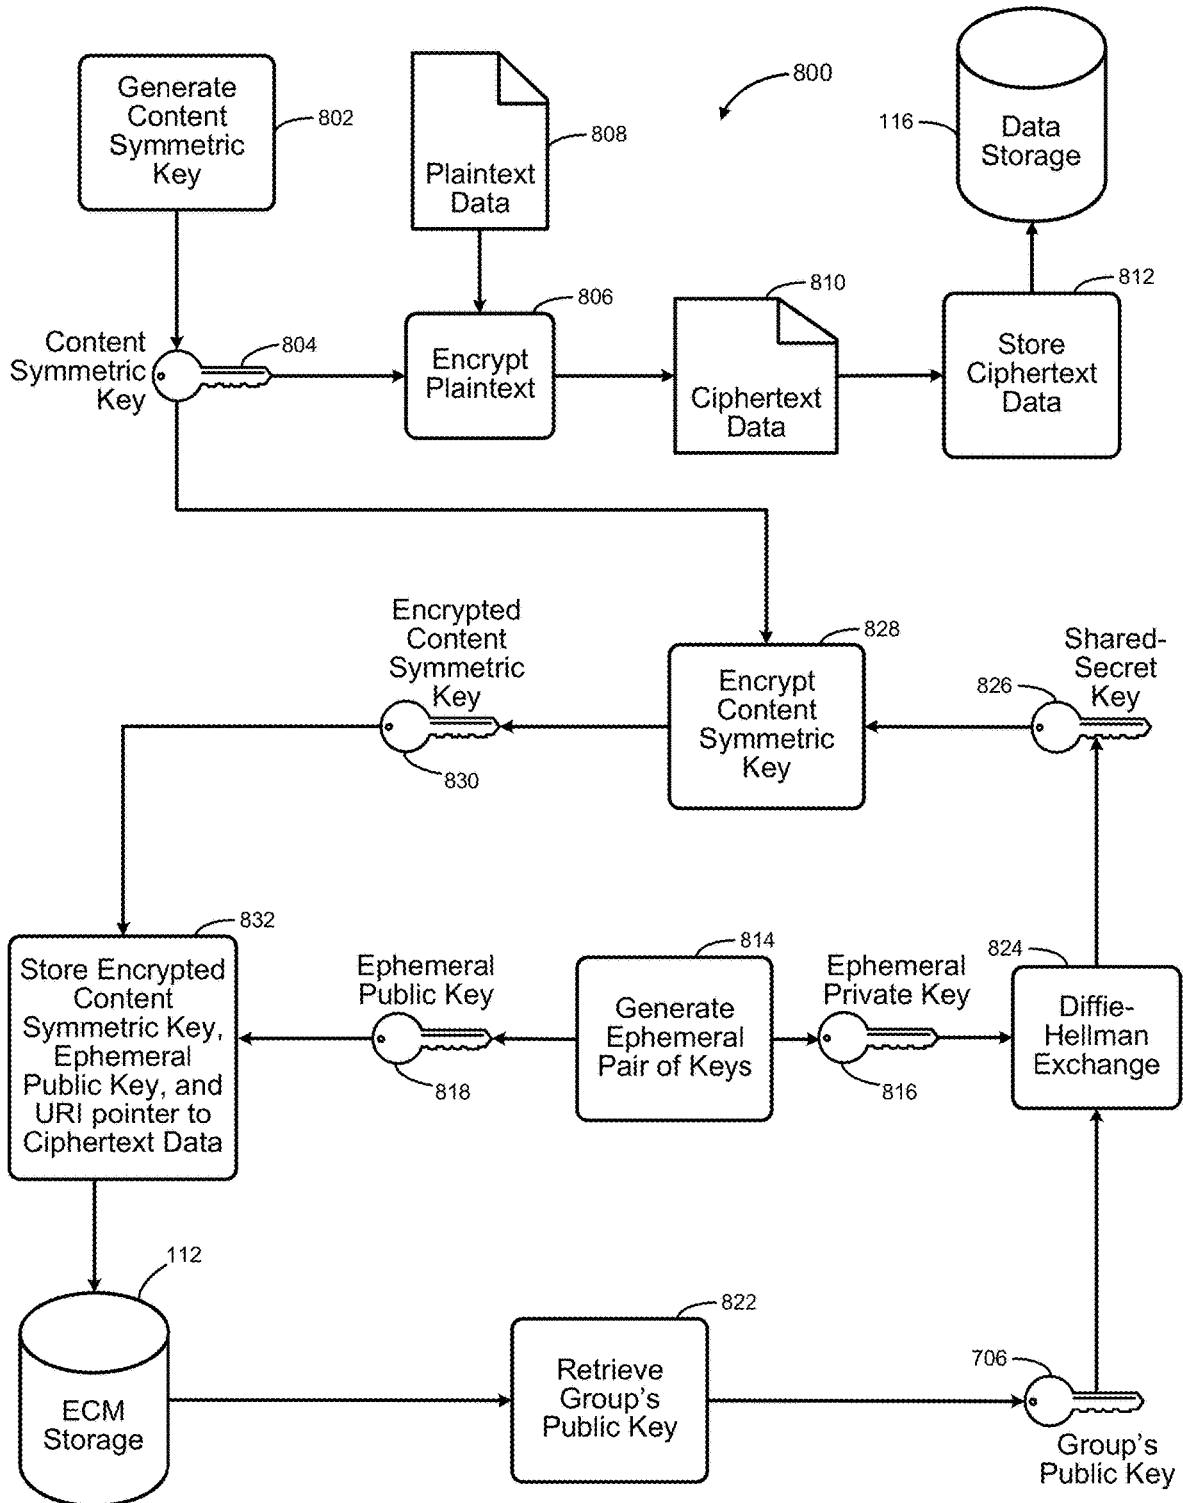 Generate
Content
Symmetric
Key
802
Plaintext
Data
808
800
116
Data
Storage
Content
Symmetric
Key
804
Encrypt
Plaintext
806
Ciphertext
Data
810
Store
Ciphertext
Data
812
Encrypted
Content
Symmetric
Key
830
Encrypt
Content
Symmetric
Key
828
Shared-
Secret
Key
826
832
Store Encrypted
Content
Symmetric Key,
Ephemeral
Public Key, and
URI pointer to
Ciphertext Data
Ephemeral
Public Key
818
814
Generate
Ephemeral
Pair of Keys
Ephemeral
Private Key
816
824
Diffie-
Hellman
Exchange
112
ECM
Storage
822
Retrieve
Group's
Public Key
706
Group's
Public Key